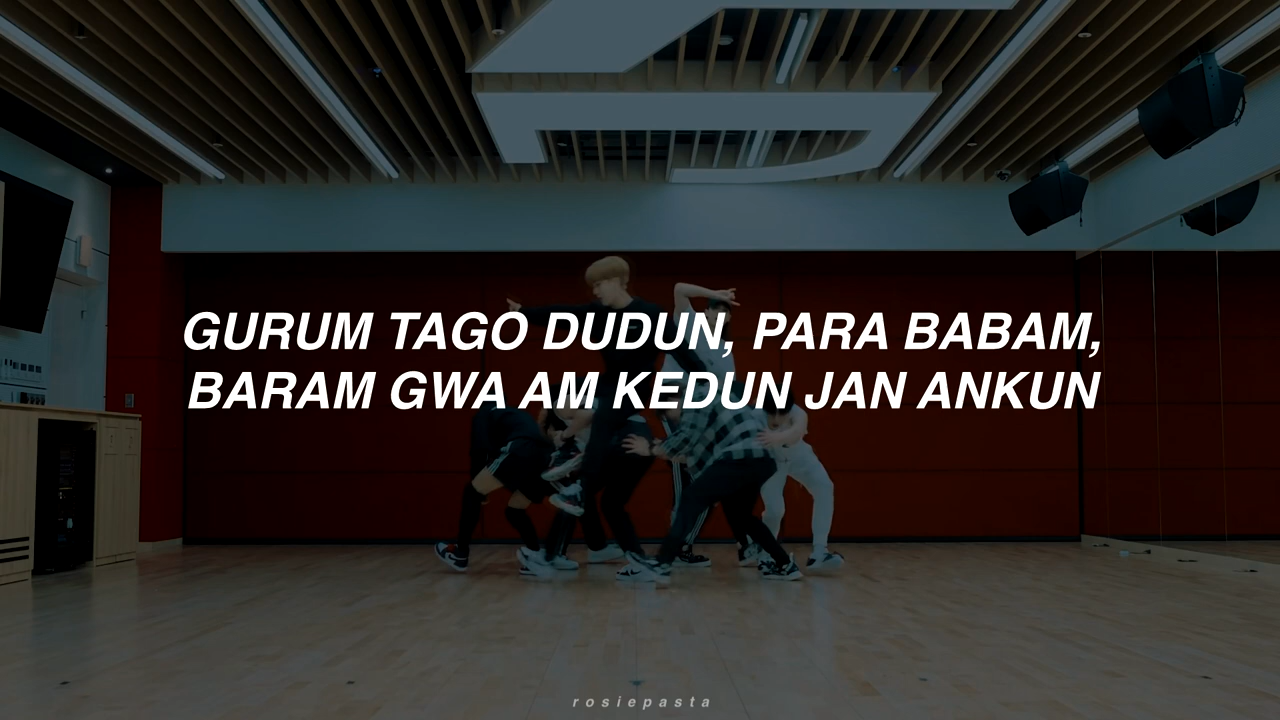 GURUM TAGO DUDUN, PARA BABAM,
BARAM GWA AM KEDUN JAN ANKUN
rosiepasta